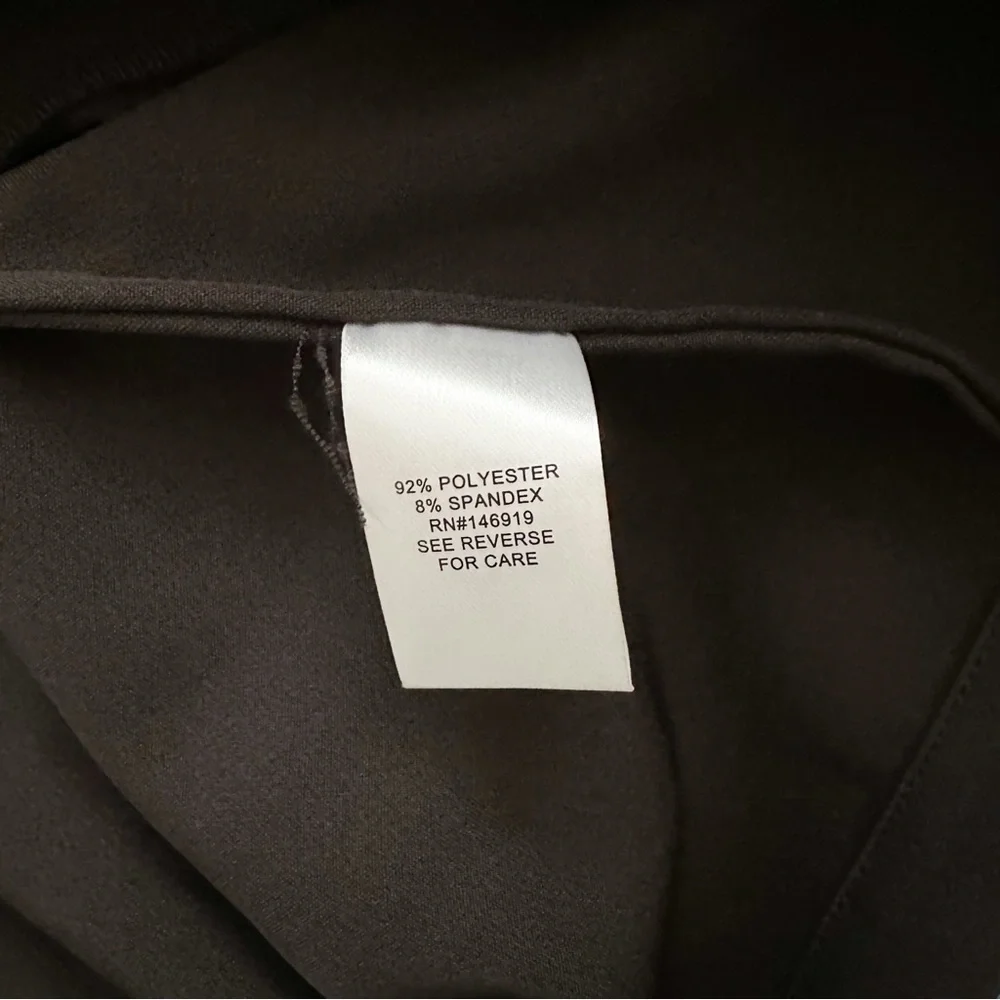 92% POLYESTER
8% SPANDEX
RN#146919
SEE REVERSE
FOR CARE